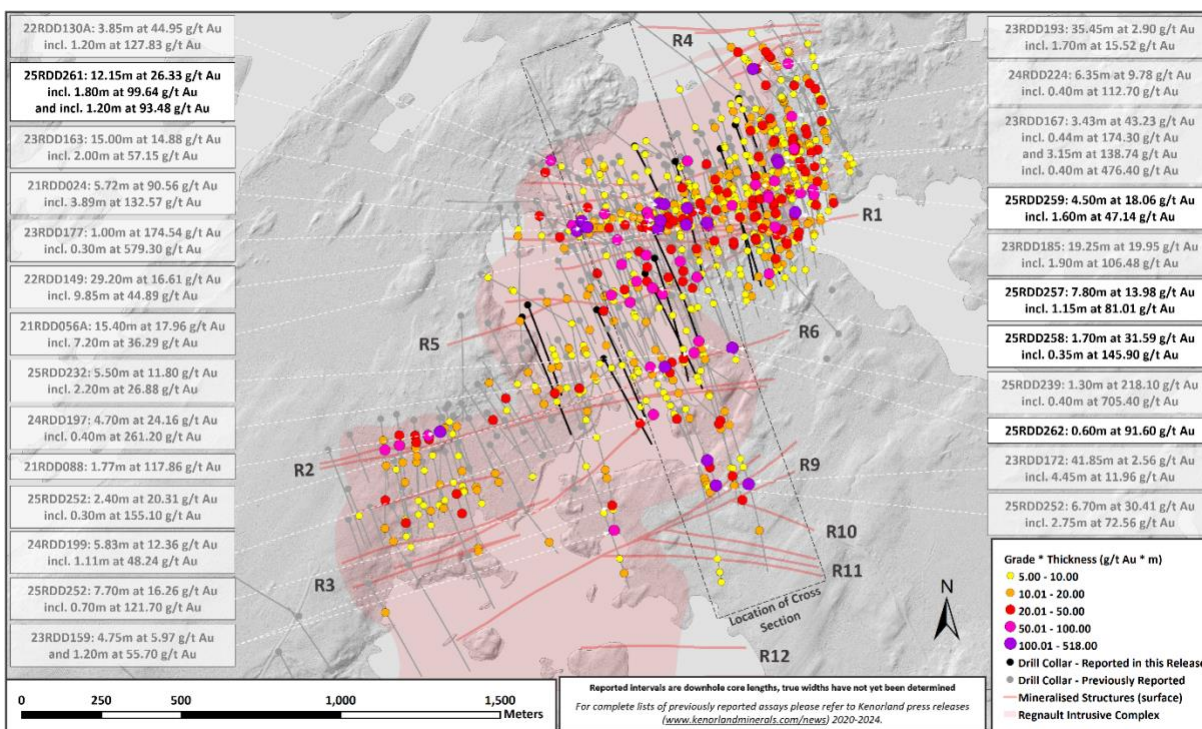 22RDD130A: 3.85m at 44.95 g/t Au
incl. 1.20m at 127.83 g/t Au
25RDD261: 12.15m at 26.33 g/t Au
incl. 1.80m at 99.64 g/t Au
and incl. 1.20m at 93.48 g/t Au
23RDD163: 15.00m at 14.88 g/t Au
incl. 2.00m at 57.15 g/t Au
21RDD024: 5.72m at 90.56 g/t Au
incl. 3.89m at 132.57 g/t Au
23RDD177: 1.00m at 174.54 g/t Au
incl. 0.30m at 579.30 g/t Au
22RDD149: 29.20m at 16.61 g/t Au
incl. 9.85m at 44.89 g/t Au
21RDD056A: 15.40m at 17.96 g/t Au
incl. 7.20m at 36.29 g/t Au
25RDD232: 5.50m at 11.80 g/t Au
incl. 2.20m at 26.88 g/t Au
24RDD197: 4.70m at 24.16 g/t Au
incl. 0.40m at 261.20 g/t Au
21RDD088: 1.77m at 117.86 g/t Au
25RDD252: 2.40m at 20.31 g/t Au
incl. 0.30m at 155.10 g/t Au
24RDD199: 5.83m at 12.36 g/t Au
incl. 1.11m at 48.24 g/t Au
25RDD252: 7.70m at 16.26 g/t Au
incl. 0.70m at 121.70 g/t Au
23RDD159: 4.75m at 5.97 g/t Au
and 1.20m at 55.70 g/t Au
R4
R1
R6
R5
R2
R9
R10
R11
R3
R12
Location of Cross
Section
23RDD193: 35.45m at 2.90 g/t Au
incl. 1.70m at 15.52 g/t Au
24RDD224: 6.35m at 9.78 g/t Au
incl. 0.40m at 112.70 g/t Au
23RDD167: 3.43m at 43.23 g/t Au
incl. 0.44m at 174.30 g/t Au
and 3.15m at 138.74 g/t Au
incl. 0.40m at 476.40 g/t Au
25RDD259: 4.50m at 18.06 g/t Au
incl. 1.60m at 47.14 g/t Au
23RDD185: 19.25m at 19.95 g/t Au
incl. 1.90m at 106.48 g/t Au
25RDD257: 7.80m at 13.98 g/t Au
incl. 1.15m at 81.01 g/t Au
25RDD258: 1.70m at 31.59 g/t Au
incl. 0.35m at 145.90 g/t Au
25RDD239: 1.30m at 218.10 g/t Au
incl. 0.40m at 705.40 g/t Au
25RDD262: 0.60m at 91.60 g/t Au
23RDD172: 41.85m at 2.56 g/t Au
incl. 4.45m at 11.96 g/t Au
25RDD252: 6.70m at 30.41 g/t Au
incl. 2.75m at 72.56 g/t Au
N
Grade * Thickness (g/t Au * m)
5.00 - 10.00
10.01 - 20.00
20.01 - 50.00
50.01 - 100.00
100.01 - 518.00
Drill Collar - Reported in this Release
Drill Collar - Previously Reported
Mineralised Structures (surface)
Regnault Intrusive Complex
0 250 500 1,000 1,500
Meters
Reported intervals are downhole core lengths, true widths have not yet been determined
For complete lists of previously reported assays please refer to Kenorland press releases
(www.kenorlandminerals.com/news) 2020-2024.